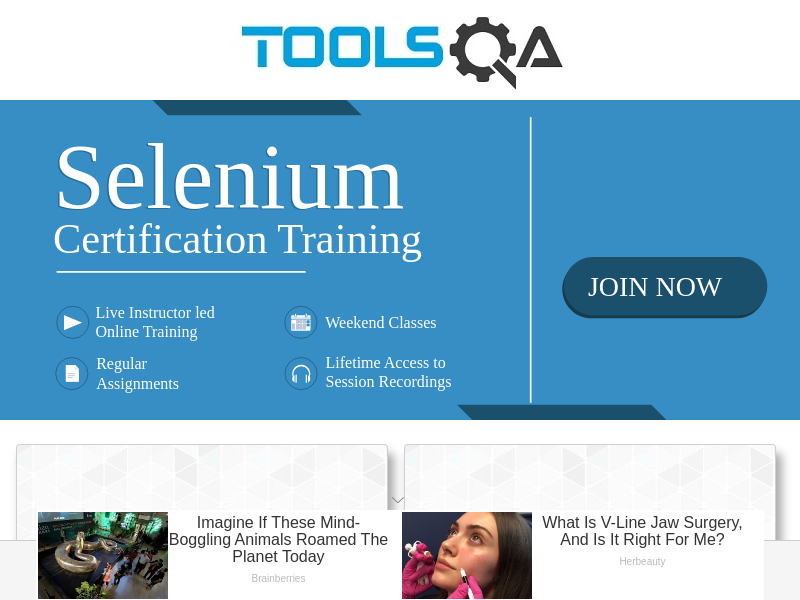 TOOLSQA
Selenium
Certification Training
Live Instructor led
Online Training
Weekend Classes
Regular
Assignments
Lifetime Access to
Session Recordings
JOIN NOW
Imagine If These Mind-
Boggling Animals Roamed The
Planet Today
Brainberries
What Is V-Line Jaw Surgery,
And Is It Right For Me?
Herbeauty